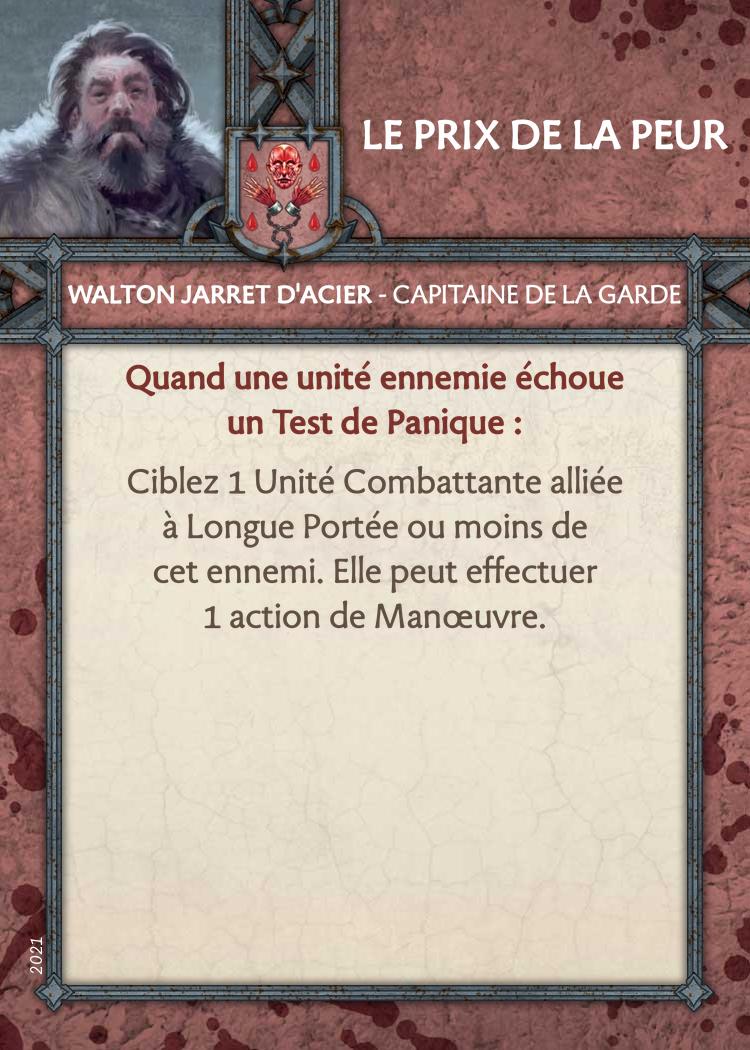 LE PRIX DE LA PEUR
WALTON JARRET D'ACIER - CAPITAINE DE LA GARDE
Quand une unité ennemie échoue
un Test de Panique :
Ciblez 1 Unité Combattante alliée
à Longue Portée ou moins de
cet ennemi. Elle peut effectuer
1 action de Manœuvre.
2021